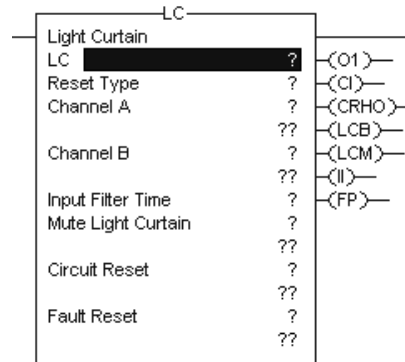 LC
Light Curtain
LC ? (O1)
Reset Type ? (CI)
Channel A ? (CRHO)
?? (LCB)
Channel B ? (LCM)
?? (II)
Input Filter Time ? (FP)
Mute Light Curtain ?
??
Circuit Reset ?
??
Fault Reset ?
??